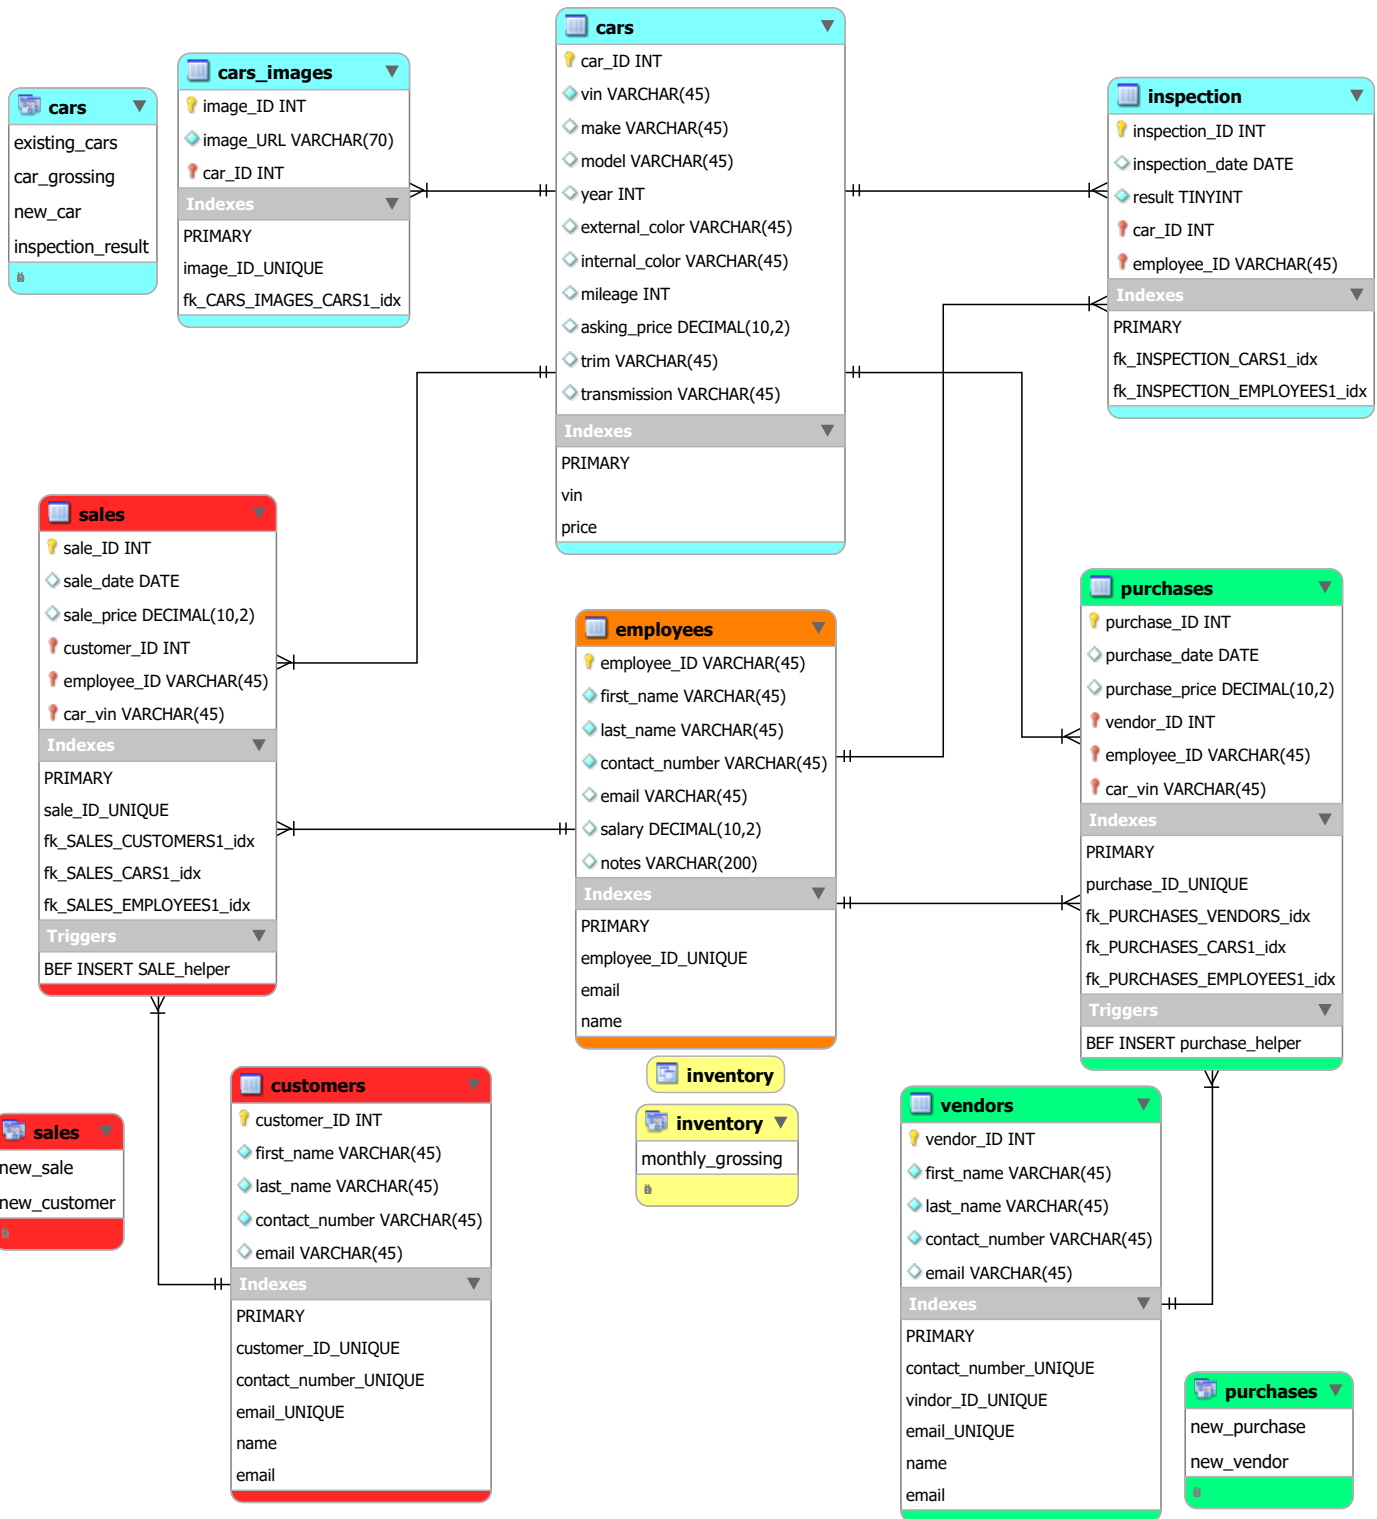 cars
existing_cars
car_grossing
new_car
inspection_result
cars_images
image_ID INT
image_URL VARCHAR(70)
car_ID INT
Indexes
PRIMARY
image_ID_UNIQUE
fk_CARS_IMAGES_CARS1_idx
cars
car_ID INT
vin VARCHAR(45)
make VARCHAR(45)
model VARCHAR(45)
year INT
external_color VARCHAR(45)
internal_color VARCHAR(45)
mileage INT
asking_price DECIMAL(10,2)
trim VARCHAR(45)
transmission VARCHAR(45)
Indexes
PRIMARY
vin
price
inspection
inspection_ID INT
inspection_date DATE
result TINYINT
car_ID INT
employee_ID VARCHAR(45)
Indexes
PRIMARY
fk_INSPECTION_CARS1_idx
fk_INSPECTION_EMPLOYEES1_idx
sales
sale_ID INT
sale_date DATE
sale_price DECIMAL(10,2)
customer_ID INT
employee_ID VARCHAR(45)
car_vin VARCHAR(45)
Indexes
PRIMARY
sale_ID_UNIQUE
fk_SALES_CUSTOMERS1_idx
fk_SALES_CARS1_idx
fk_SALES_EMPLOYEES1_idx
Triggers
BEF INSERT SALE_helper
employees
employee_ID VARCHAR(45)
first_name VARCHAR(45)
last_name VARCHAR(45)
contact_number VARCHAR(45)
email VARCHAR(45)
salary DECIMAL(10,2)
notes VARCHAR(200)
Indexes
PRIMARY
employee_ID_UNIQUE
email
name
purchases
purchase_ID INT
purchase_date DATE
purchase_price DECIMAL(10,2)
vendor_ID INT
employee_ID VARCHAR(45)
car_vin VARCHAR(45)
Indexes
PRIMARY
purchase_ID_UNIQUE
fk_PURCHASES_VENDORS_idx
fk_PURCHASES_CARS1_idx
fk_PURCHASES_EMPLOYEES1_idx
Triggers
BEF INSERT purchase_helper
sales
new_sale
new_customer
customers
customer_ID INT
first_name VARCHAR(45)
last_name VARCHAR(45)
contact_number VARCHAR(45)
email VARCHAR(45)
Indexes
PRIMARY
customer_ID_UNIQUE
contact_number_UNIQUE
email_UNIQUE
name
email
inventory
inventory
monthly_grossing
vendors
vendor_ID INT
first_name VARCHAR(45)
last_name VARCHAR(45)
contact_number VARCHAR(45)
email VARCHAR(45)
Indexes
PRIMARY
contact_number_UNIQUE
vindor_ID_UNIQUE
email_UNIQUE
name
email
purchases
new_purchase
new_vendor